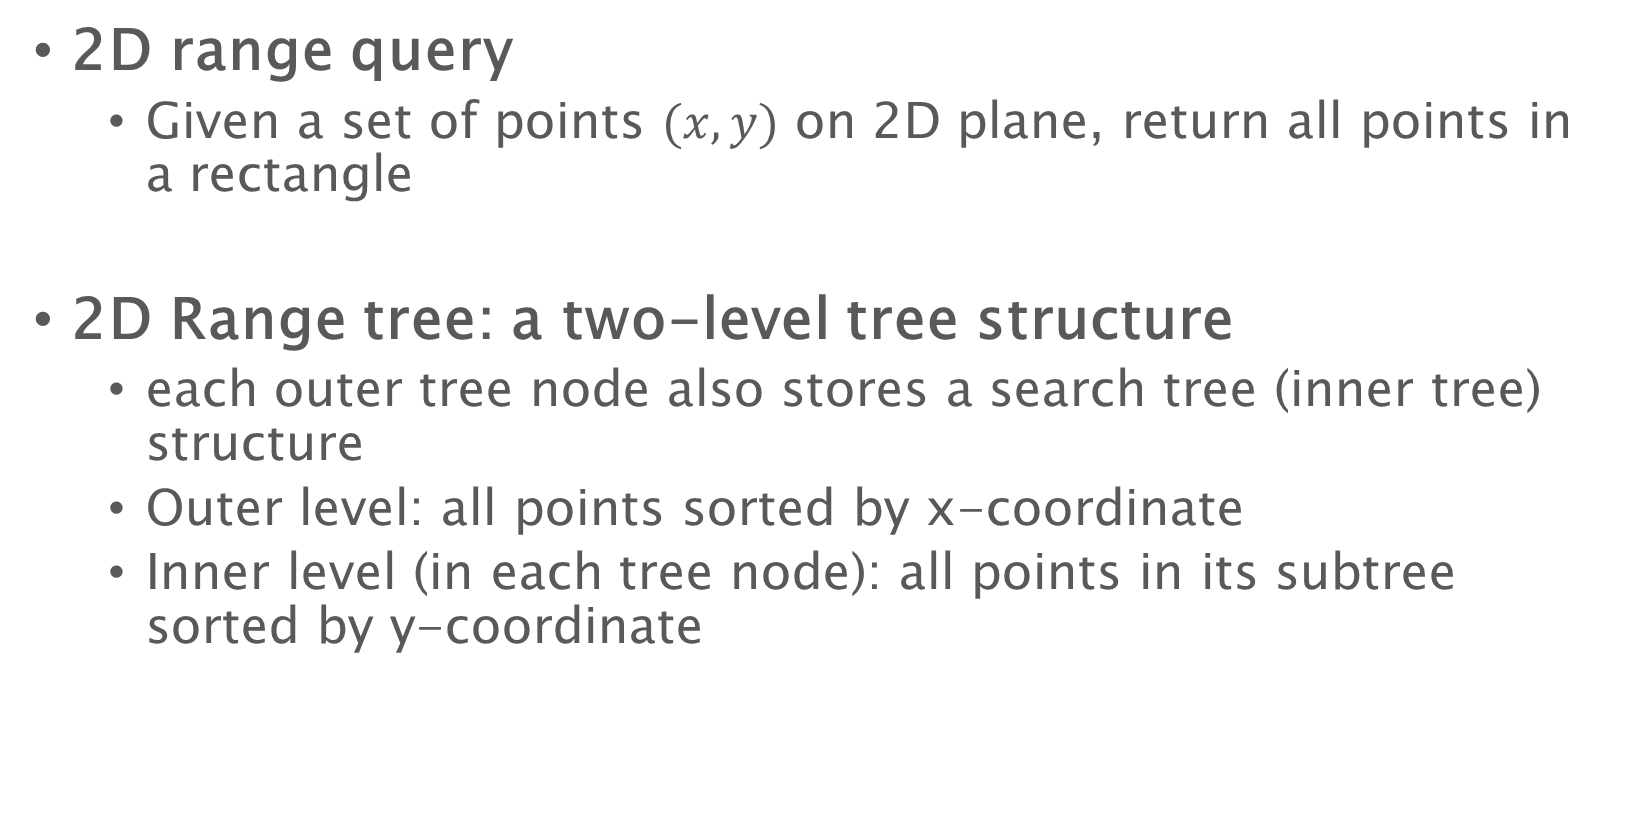 • 2D range query
• Given a set of points (x, y) on 2D plane, return all points in
a rectangle
• 2D Range tree: a two-level tree structure
• each outer tree node also stores a search tree (inner tree)
structure
• Outer level: all points sorted by x-coordinate
• Inner level (in each tree node): all points in its subtree
sorted by y-coordinate